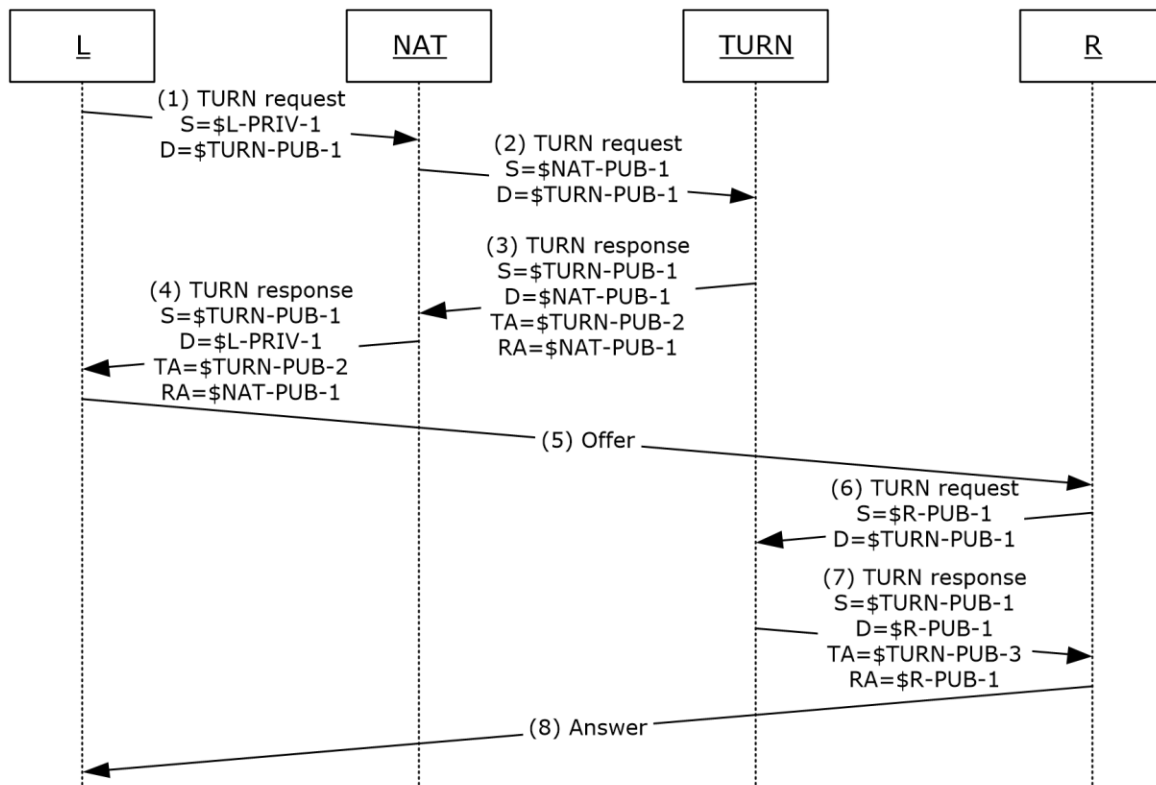 L
NAT
TURN
R
(1) TURN request
S=$L-PRIV-1
D=$TURN-PUB-1
(2) TURN request
S=$NAT-PUB-1
D=$TURN-PUB-1
(3) TURN response
S=$TURN-PUB-1
D=$NAT-PUB-1
TA=$TURN-PUB-2
RA=$NAT-PUB-1
(4) TURN response
S=$TURN-PUB-1
D=$L-PRIV-1
TA=$TURN-PUB-2
RA=$NAT-PUB-1
(5) Offer
(6) TURN request
S=$R-PUB-1
D=$TURN-PUB-1
(7) TURN response
S=$TURN-PUB-1
D=$R-PUB-1
TA=$TURN-PUB-3
RA=$R-PUB-1
(8) Answer